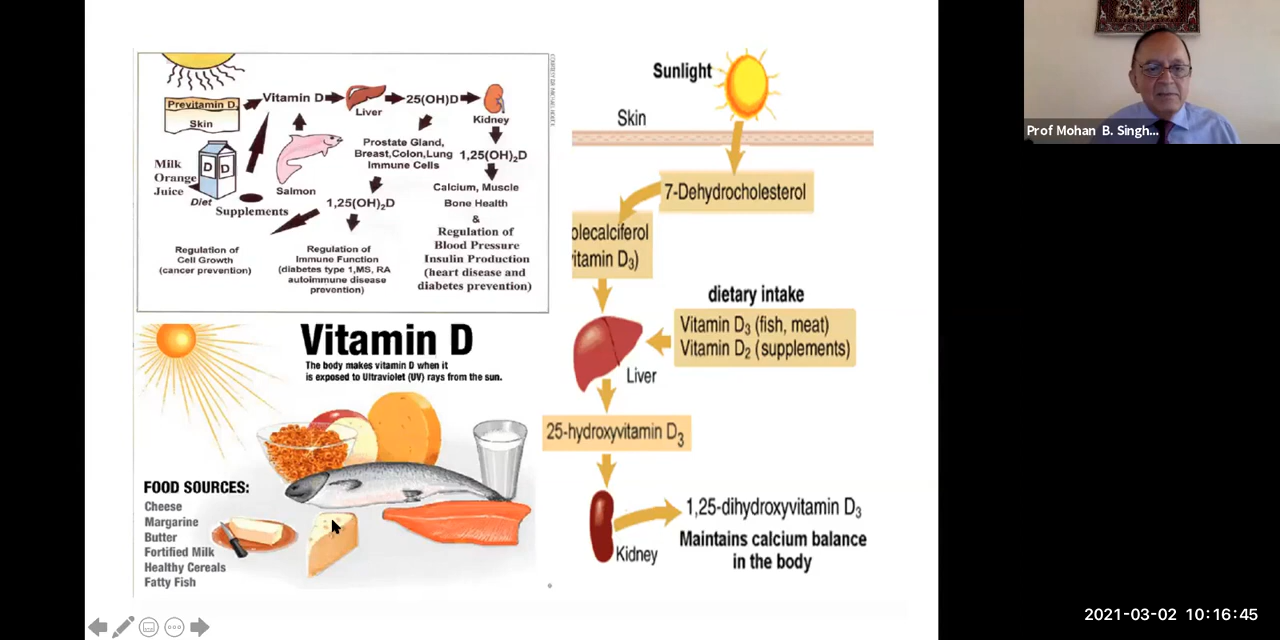 Previtamin D₃
Skin
Vitamin D
Liver
25(OH)D
Kidney
Milk
Orange
Juice
D D
Diet
Supplements
Salmon
Prostate Gland,
Breast,Colon,Lung
Immune Cells
1,25(OH)₂D
1,25(OH)₂D
Calcium, Muscle
Bone Health
&
Regulation of
Blood Pressure
Insulin Production
(heart disease and
diabetes prevention)
Regulation of
Cell Growth
(cancer prevention)
Regulation of
Immune Function
(diabetes type 1,MS, RA
autoimmune disease
prevention)
Vitamin D
The body makes vitamin D when it
is exposed to Ultraviolet (UV) rays from the sun.
FOOD SOURCES:
Cheese
Margarine
Butter
Fortified Milk
Healthy Cereals
Fatty Fish
Sunlight
Skin
7-Dehydrocholesterol
olecalciferol
itamin D₃)
dietary intake
Vitamin D₃ (fish, meat)
Vitamin D₂ (supplements)
Liver
25-hydroxyvitamin D₃
Kidney
1,25-dihydroxyvitamin D₃
Maintains calcium balance
in the body
Prof Mohan B. Singh...
2021-03-02 10:16:45